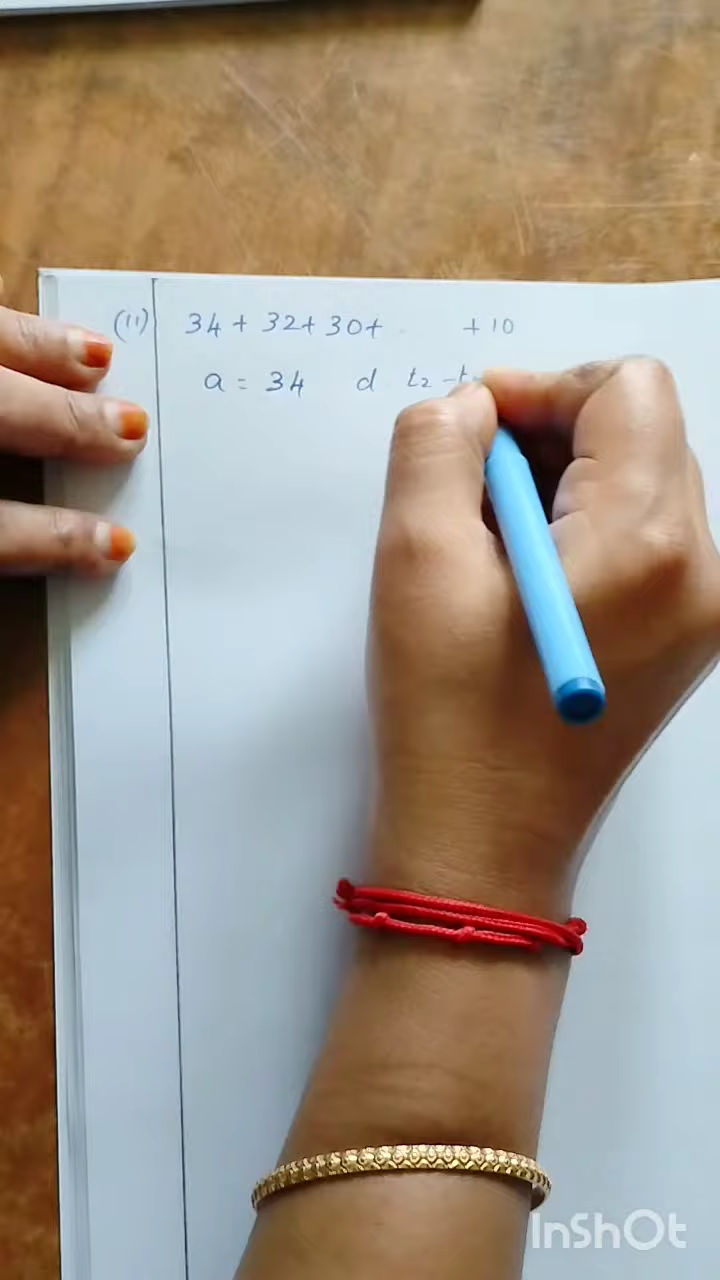 (11) 34 + 32 + 30 + . + 10
a = 34 d t₂ - t
InShOt